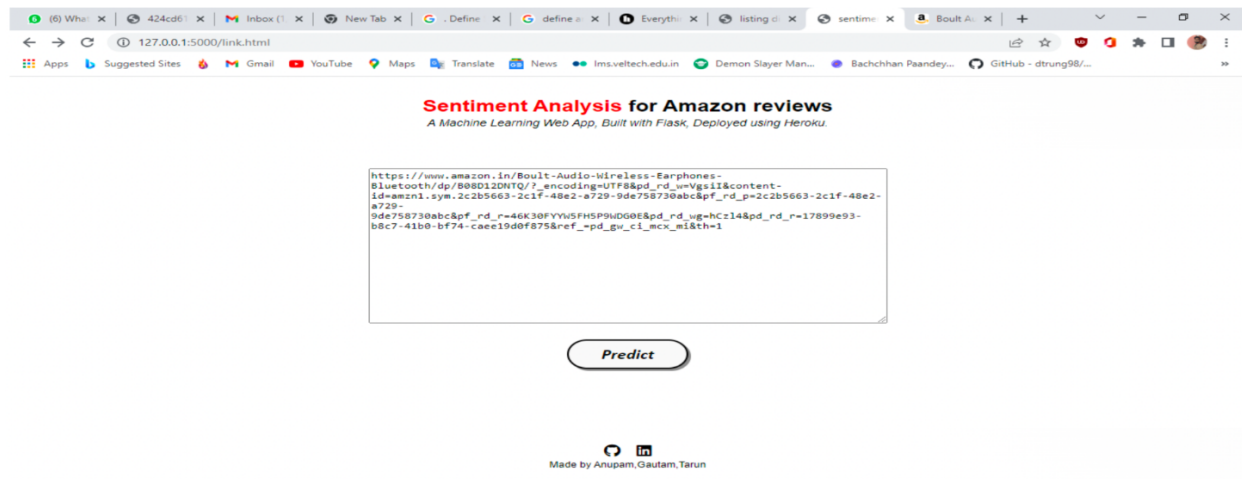 (6) What
424cd61
M Inbox (1
New Tab
G . Define
G define a
Everythi
listing di
sentime
a Boult Au
127.0.0.1:5000/link.html
Apps
Suggested Sites
Gmail
YouTube
Maps
Translate
News
lms.veltech.edu.in
Demon Slayer Man...
Bachchhan Paandey...
GitHub - dtrung98/...
Sentiment Analysis for Amazon reviews
A Machine Learning Web App, Built with Flask, Deployed using Heroku.
https://www.amazon.in/Boult-Audio-Wireless-Earphones-
Bluetooth/dp/B08D12DNTQ/?_encoding=UTF8&pd_rd_w=VgsiI&content-
id=amzn1.sym.2c2b5663-2c1f-48e2-a729-9de758730abc&pf_rd_p=2c2b5663-2c1f-48e2-
a729-
9de758730abc&pf_rd_r=46K30FYYW5FH5P9WDG0E&pd_rd_wg=hCzl4&pd_rd_r=17899e93-
b8c7-41b0-bf74-caee19d0f875&ref_=pd_gw_ci_mcx_mi&th=1
Predict
in
Made by Anupam,Gautam,Tarun